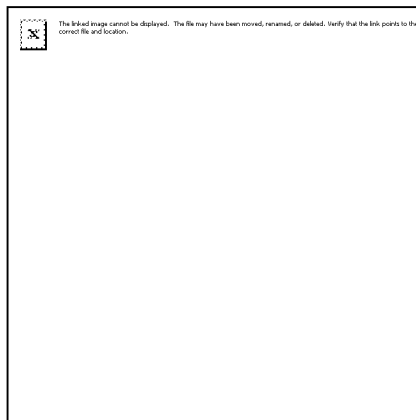 The linked image cannot be displayed. The file may have been moved, renamed, or deleted. Verify that the link points to the
correct file and location.